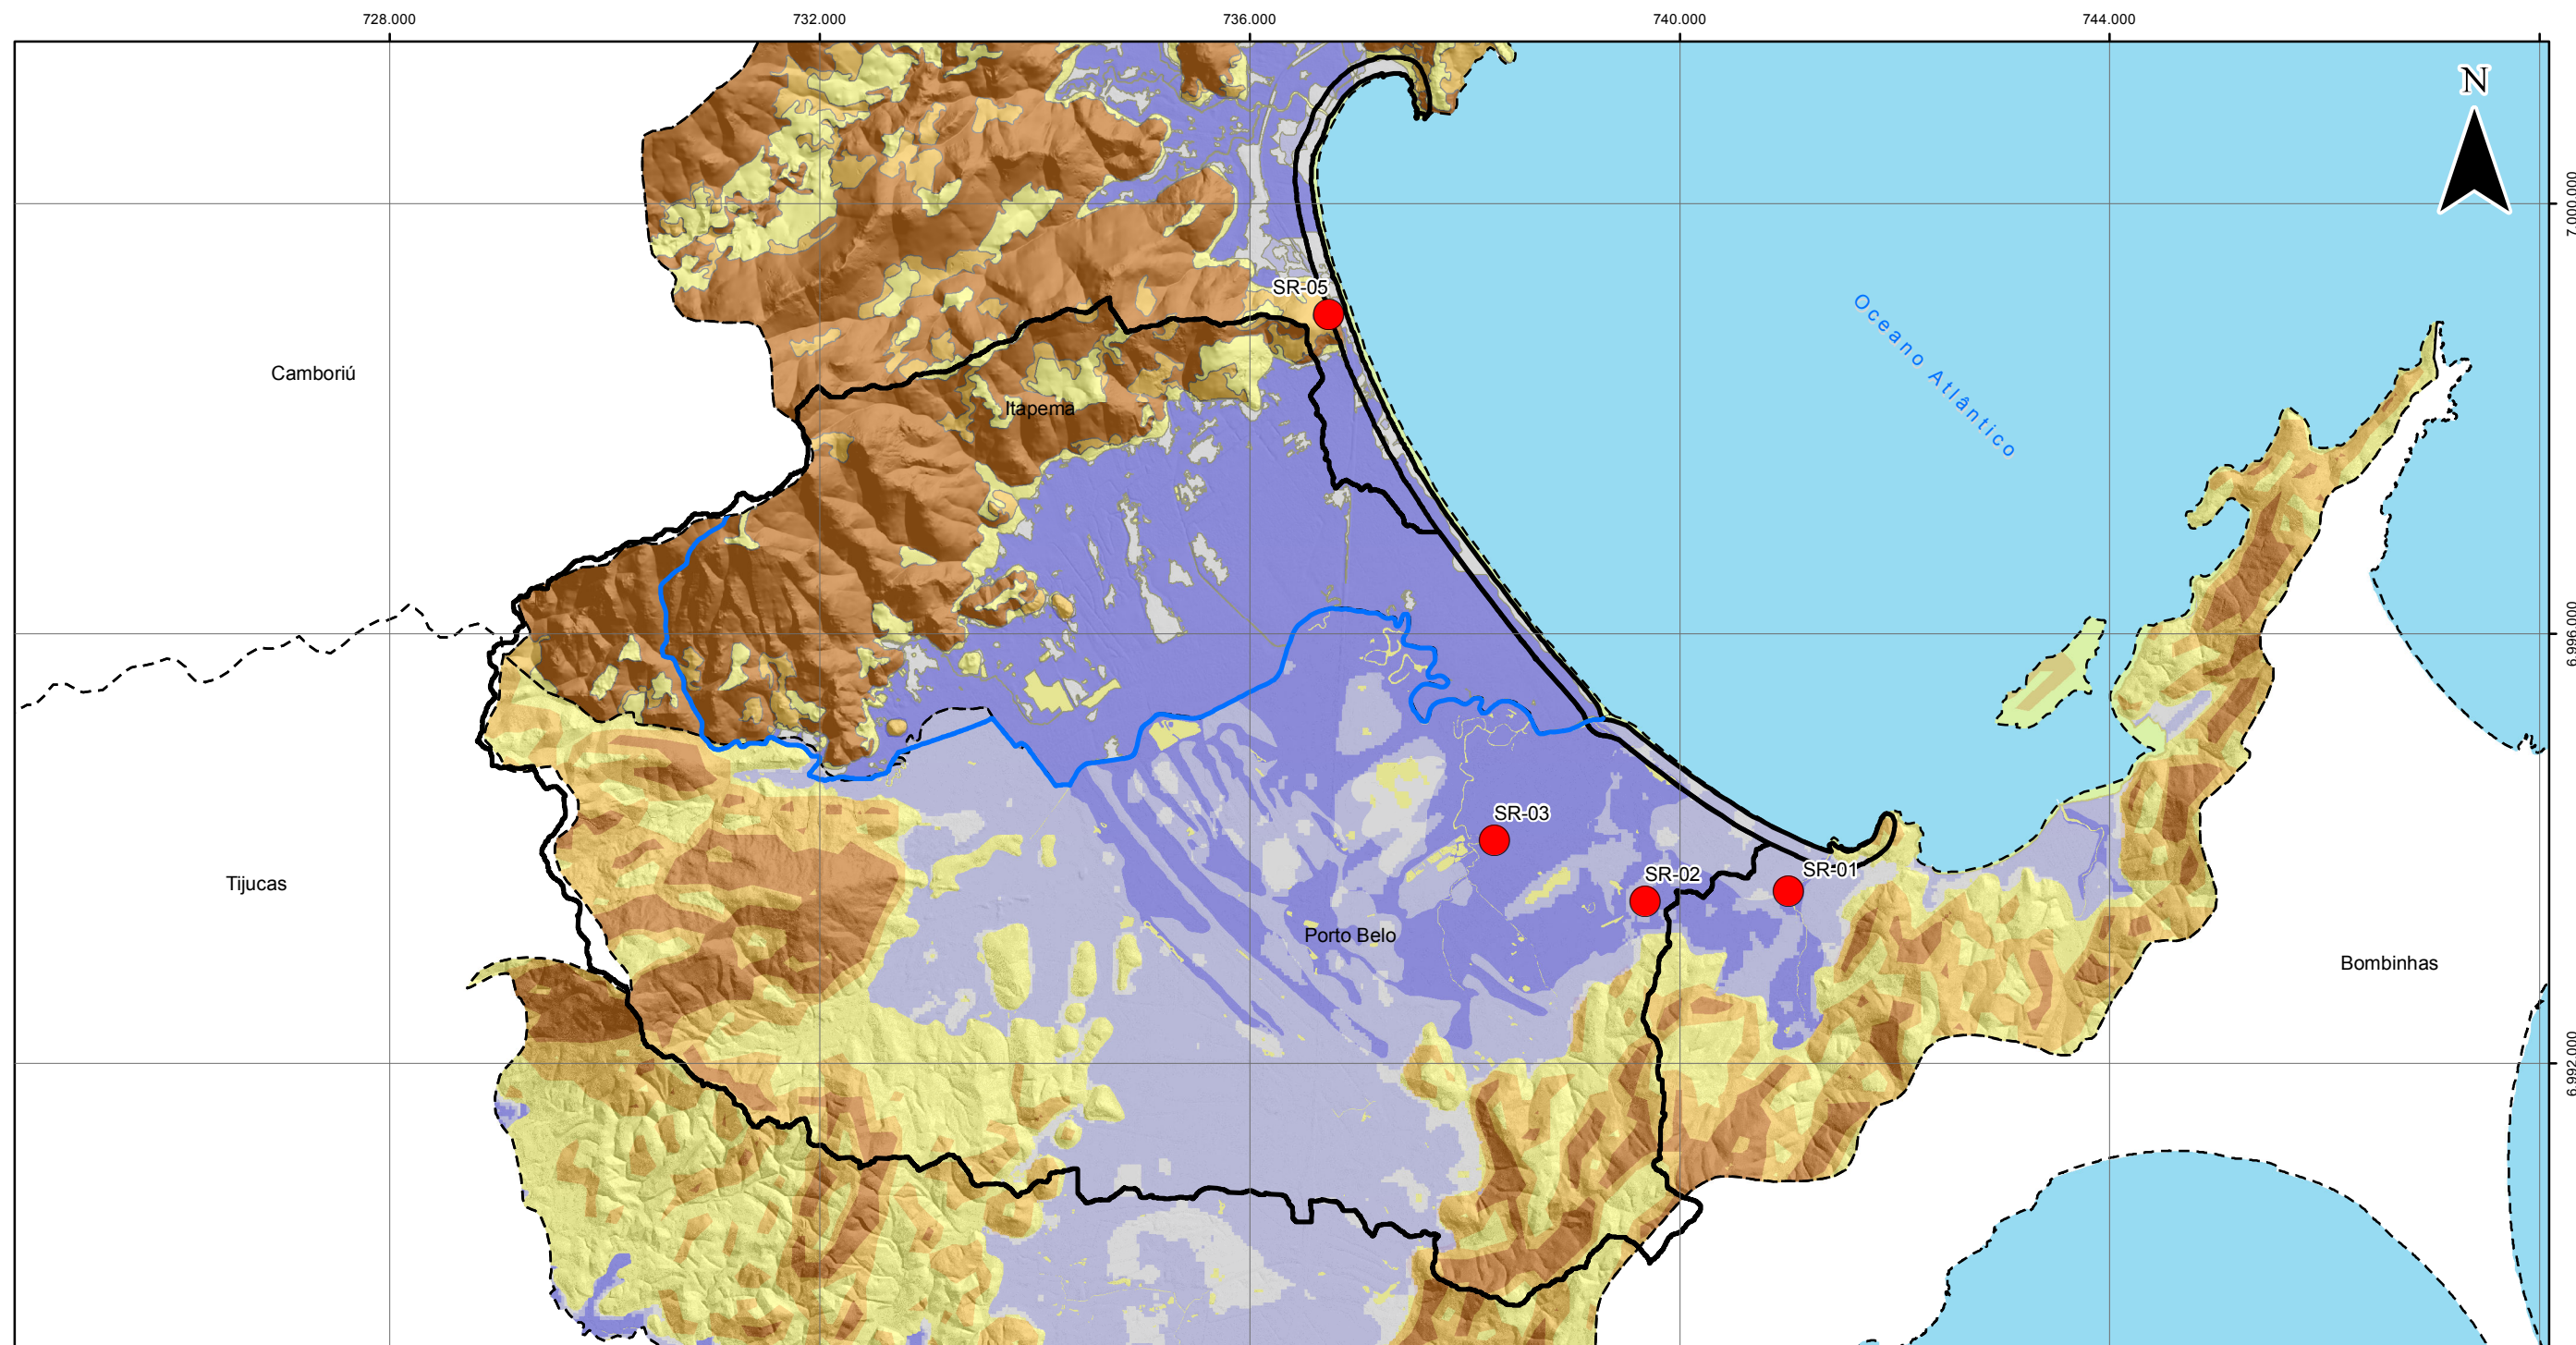 728.000
732.000
736.000
740.000
744.000
N
7.000.000
SR-05
Oceano Atlântico
Camboriú
Itapema
6.996.000
SR-03
SR-02
SR-01
Tijucas
Porto Belo
Bombinhas
6.992.000